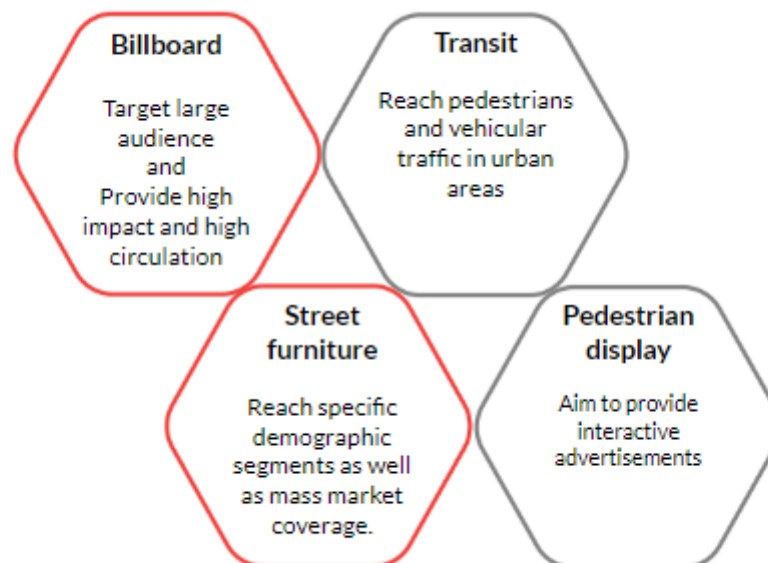 Billboard
Target large
audience
and
Provide high
impact and high
circulation
Transit
Reach pedestrians
and vehicular
traffic in urban
areas
Street
furniture
Reach specific
demographic
segments as well
as mass market
coverage.
Pedestrian
display
Aim to provide
interactive
advertisements